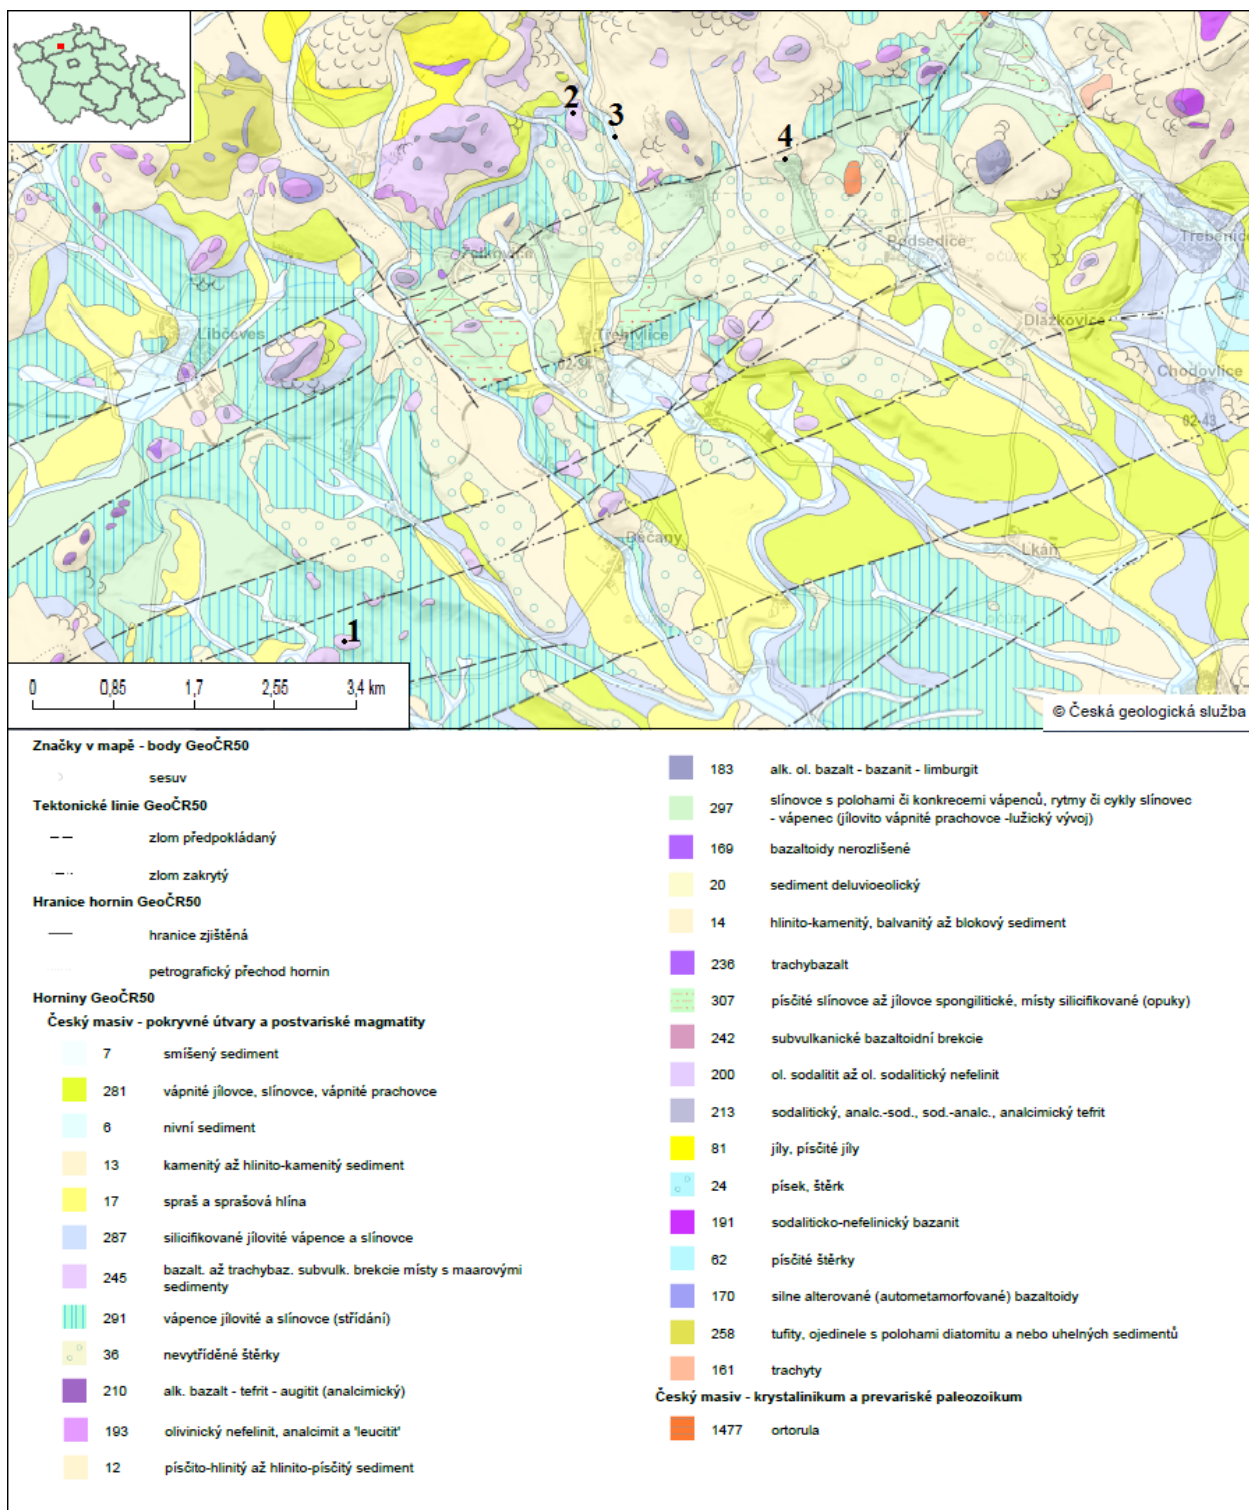 1
2
3
4
Libčeves
Třebívlice
02-34
Podsedice
Třebenice
Dlažkovice
Chodovlice
02-43
Děčany
Lkáň
© ČÚZK
© ČÚZK
0 0,85 1,7 2,55 3,4 km
© Česká geologická služba
Značky v mapě - body GeoČR50
sesuv
Tektonické linie GeoČR50
zlom předpokládaný
zlom zakrytý
Hranice hornin GeoČR50
hranice zjištěná
petrografický přechod hornin
Horniny GeoČR50
Český masiv - pokryvné útvary a postvariské magmatity
7 smíšený sediment
281 vápnité jílovce, slínovce, vápnité prachovce
6 nivní sediment
13 kamenitý až hlinito-kamenitý sediment
17 spraš a sprašová hlína
287 silicifikované jílovité vápence a slínovce
245 bazalt. až trachybaz. subvulk. brekcie místy s maarovými
sedimenty
291 vápence jílovité a slínovce (střídání)
36 nevytříděné štěrky
210 alk. bazalt - tefrit - augitit (analcimický)
193 olivinický nefelinit, analcimit a 'leucitit'
12 písčito-hlinitý až hlinito-písčitý sediment
183 alk. ol. bazalt - bazanit - limburgit
297 slínovce s polohami či konkrecemi vápenců, rytmy či cykly slínovec
- vápenec (jílovito vápnité prachovce -lužický vývoj)
169 bazaltoidy nerozlišené
20 sediment deluvioeolický
14 hlinito-kamenitý, balvanitý až blokový sediment
236 trachybazalt
307 písčité slínovce až jílovce spongilitické, místy silicifikované (opuky)
242 subvulkanické bazaltoidní brekcie
200 ol. sodalitit až ol. sodalitický nefelinit
213 sodalitický, analc.-sod., sod.-analc., analcimický tefrit
81 jíly, písčité jíly
24 písek, štěrk
191 sodaliticko-nefelinický bazanit
62 písčité štěrky
170 silne alterované (autometamorfované) bazaltoidy
258 tufity, ojedinele s polohami diatomitu a nebo uhelných sedimentů
161 trachyty
Český masiv - krystalinikum a prevariské paleozoikum
1477 ortorula